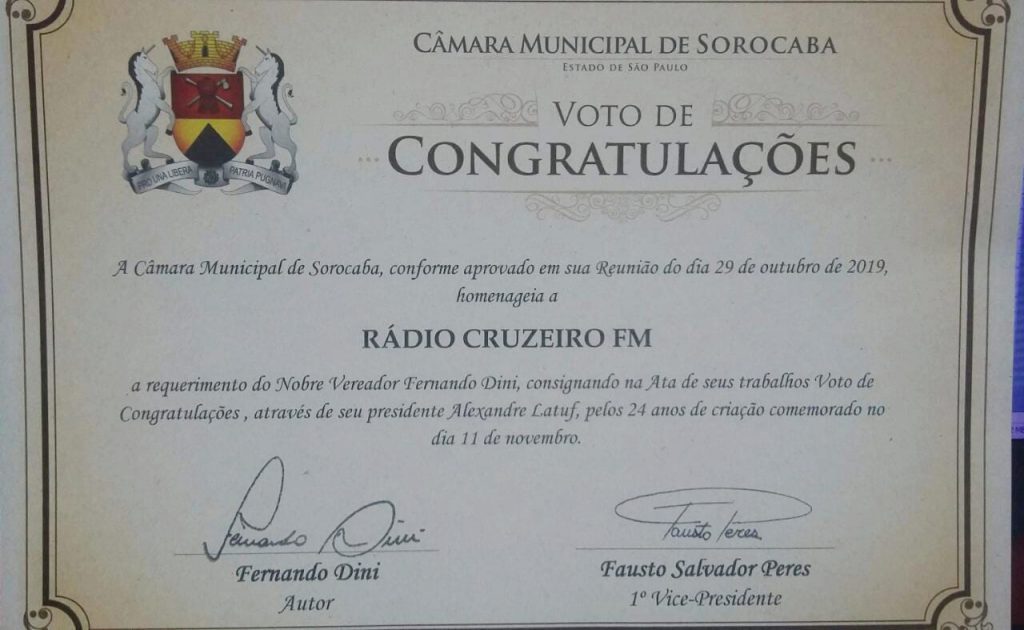 CÂMARA MUNICIPAL DE SOROCABA
ESTADO DE SÃO PAULO
VOTO DE
CONGRATULAÇÕES
PRO UNA LIBERA PATRIA PUGNAVI
A Câmara Municipal de Sorocaba, conforme aprovado em sua Reunião do dia 29 de outubro de 2019,
homenageia a
RÁDIO CRUZEIRO FM
a requerimento do Nobre Vereador Fernando Dini, consignando na Ata de seus trabalhos Voto de
Congratulações , através de seu presidente Alexandre Latuf, pelos 24 anos de criação comemorado no
dia 11 de novembro.
Fernando Dini
Fausto Peres
Fernando Dini
Fausto Salvador Peres
Autor
1º Vice-Presidente